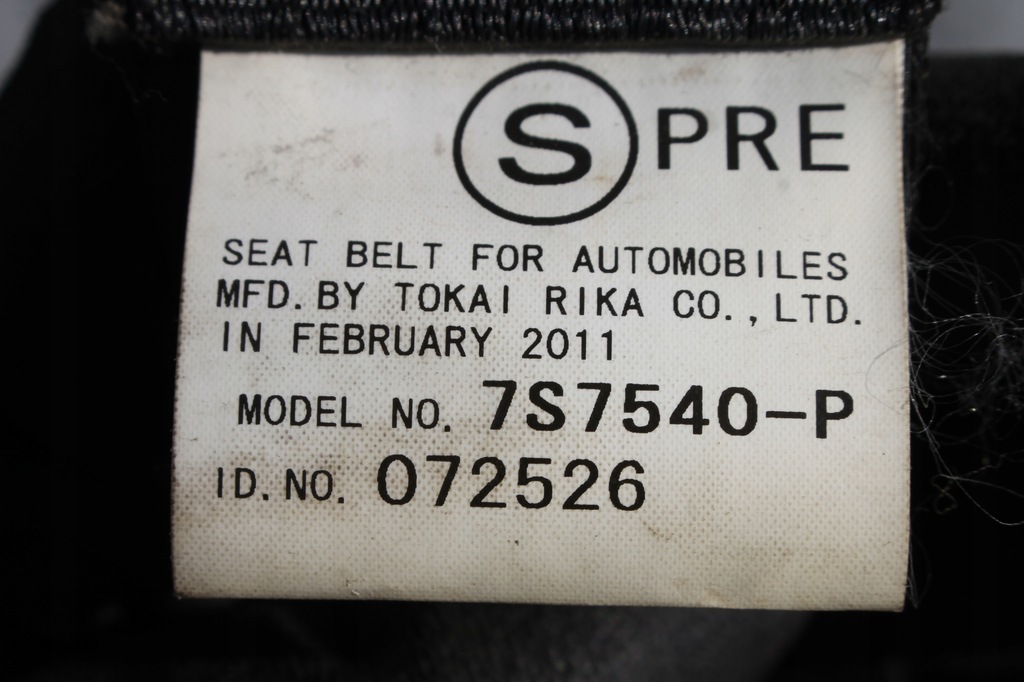 S PRE
SEAT BELT FOR AUTOMOBILES
MFD. BY TOKAI RIKA CO., LTD.
IN FEBRUARY 2011
MODEL NO. 7S7540-P
ID. NO. 072526